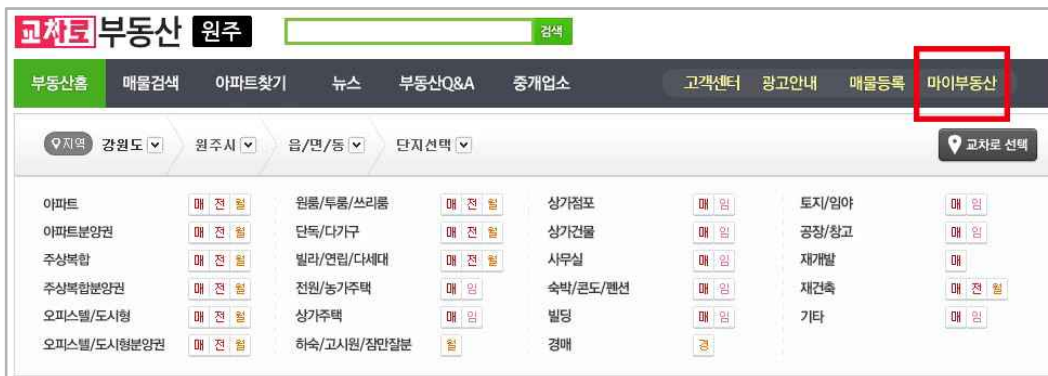 교차로부동산 원주 검색
부동산홈 매물검색 아파트찾기 뉴스 부동산Q&A 중개업소 고객센터 광고안내 매물등록 마이부동산
지역 강원도 원주시 읍/면/동 단지선택 교차로 선택
아파트 매 전 월 원룸/투룸/쓰리룸 매 전 월 상가점포 매 임 토지/임야 매 임
아파트분양권 매 전 월 단독/다가구 매 전 월 상가건물 매 임 공장/창고 매 임
주상복합 매 전 월 빌라/연립/다세대 매 전 월 사무실 매 임 재개발 매
주상복합분양권 매 전 월 전원/농가주택 매 임 숙박/콘도/펜션 매 임 재건축 매 전 월
오피스텔/도시형 매 전 월 상가주택 매 임 빌딩 매 임 기타 매 임
오피스텔/도시형분양권 매 전 월 하숙/고시원/잠만잘분 월 경매 경